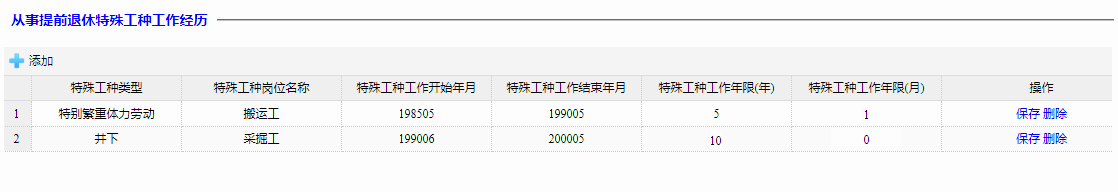 从事提前退休特殊工种工作经历
添加
特殊工种类型 特殊工种岗位名称 特殊工种工作开始年月 特殊工种工作结束年月 特殊工种工作年限(年) 特殊工种工作年限(月) 操作
1 特别繁重体力劳动 搬运工 198505 199005 5 1 保存 删除
2 井下 采掘工 199006 200005 10 0 保存 删除